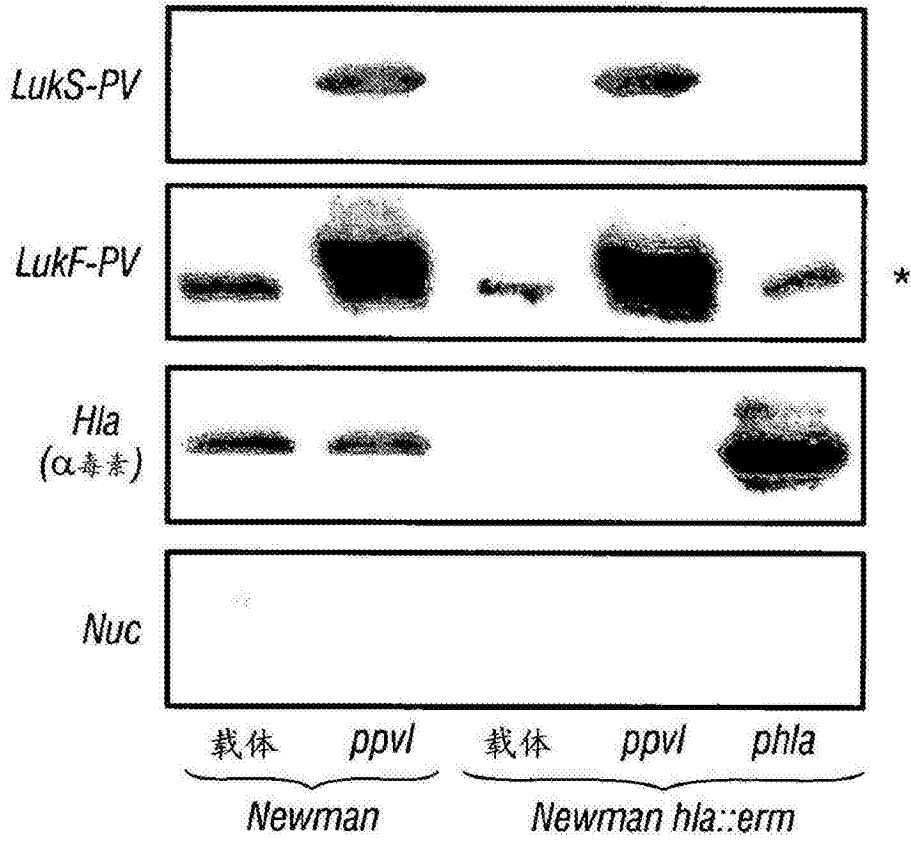 LukS-PV
LukF-PV
*
Hla
(α毒素)
Nuc
载体 ppvl 载体 ppvl phla
Newman Newman hla::erm